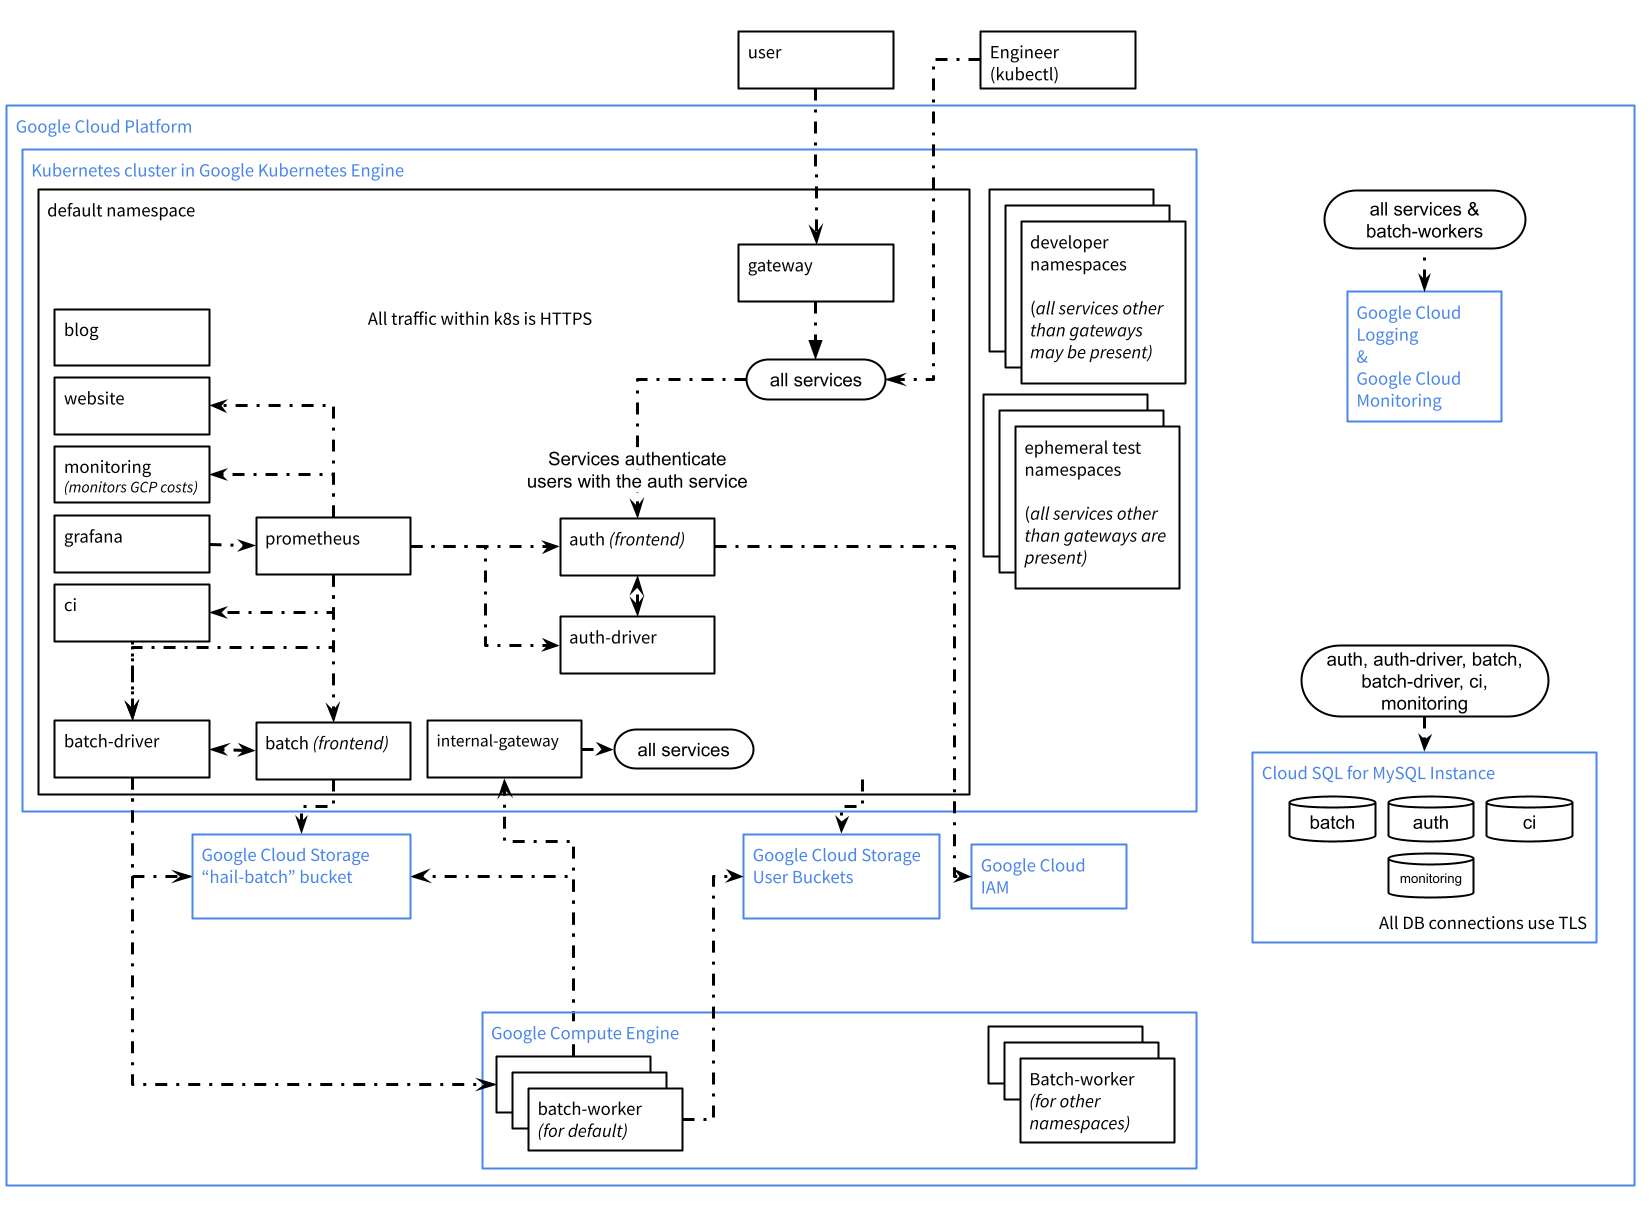 user
Engineer
(kubectl)
Google Cloud Platform
Kubernetes cluster in Google Kubernetes Engine
default namespace
gateway
All traffic within k8s is HTTPS
all services
blog
website
monitoring
(monitors GCP costs)
grafana
prometheus
ci
Services authenticate
users with the auth service
auth (frontend)
auth-driver
batch-driver
batch (frontend)
internal-gateway
all services
developer
namespaces
(all services other
than gateways
may be present)
ephemeral test
namespaces
(all services other
than gateways are
present)
all services &
batch-workers
Google Cloud
Logging
&
Google Cloud
Monitoring
auth, auth-driver, batch,
batch-driver, ci,
monitoring
Cloud SQL for MySQL Instance
batch
auth
ci
monitoring
All DB connections use TLS
Google Cloud Storage
“hail-batch” bucket
Google Cloud Storage
User Buckets
Google Cloud
IAM
Google Compute Engine
batch-worker
(for default)
Batch-worker
(for other
namespaces)